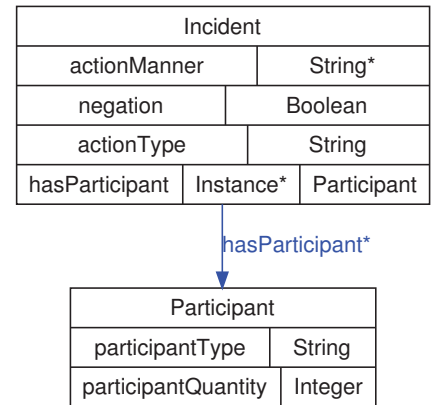 Incident
actionManner String*
negation Boolean
actionType String
hasParticipant Instance* Participant
hasParticipant*
Participant
participantType String
participantQuantity Integer